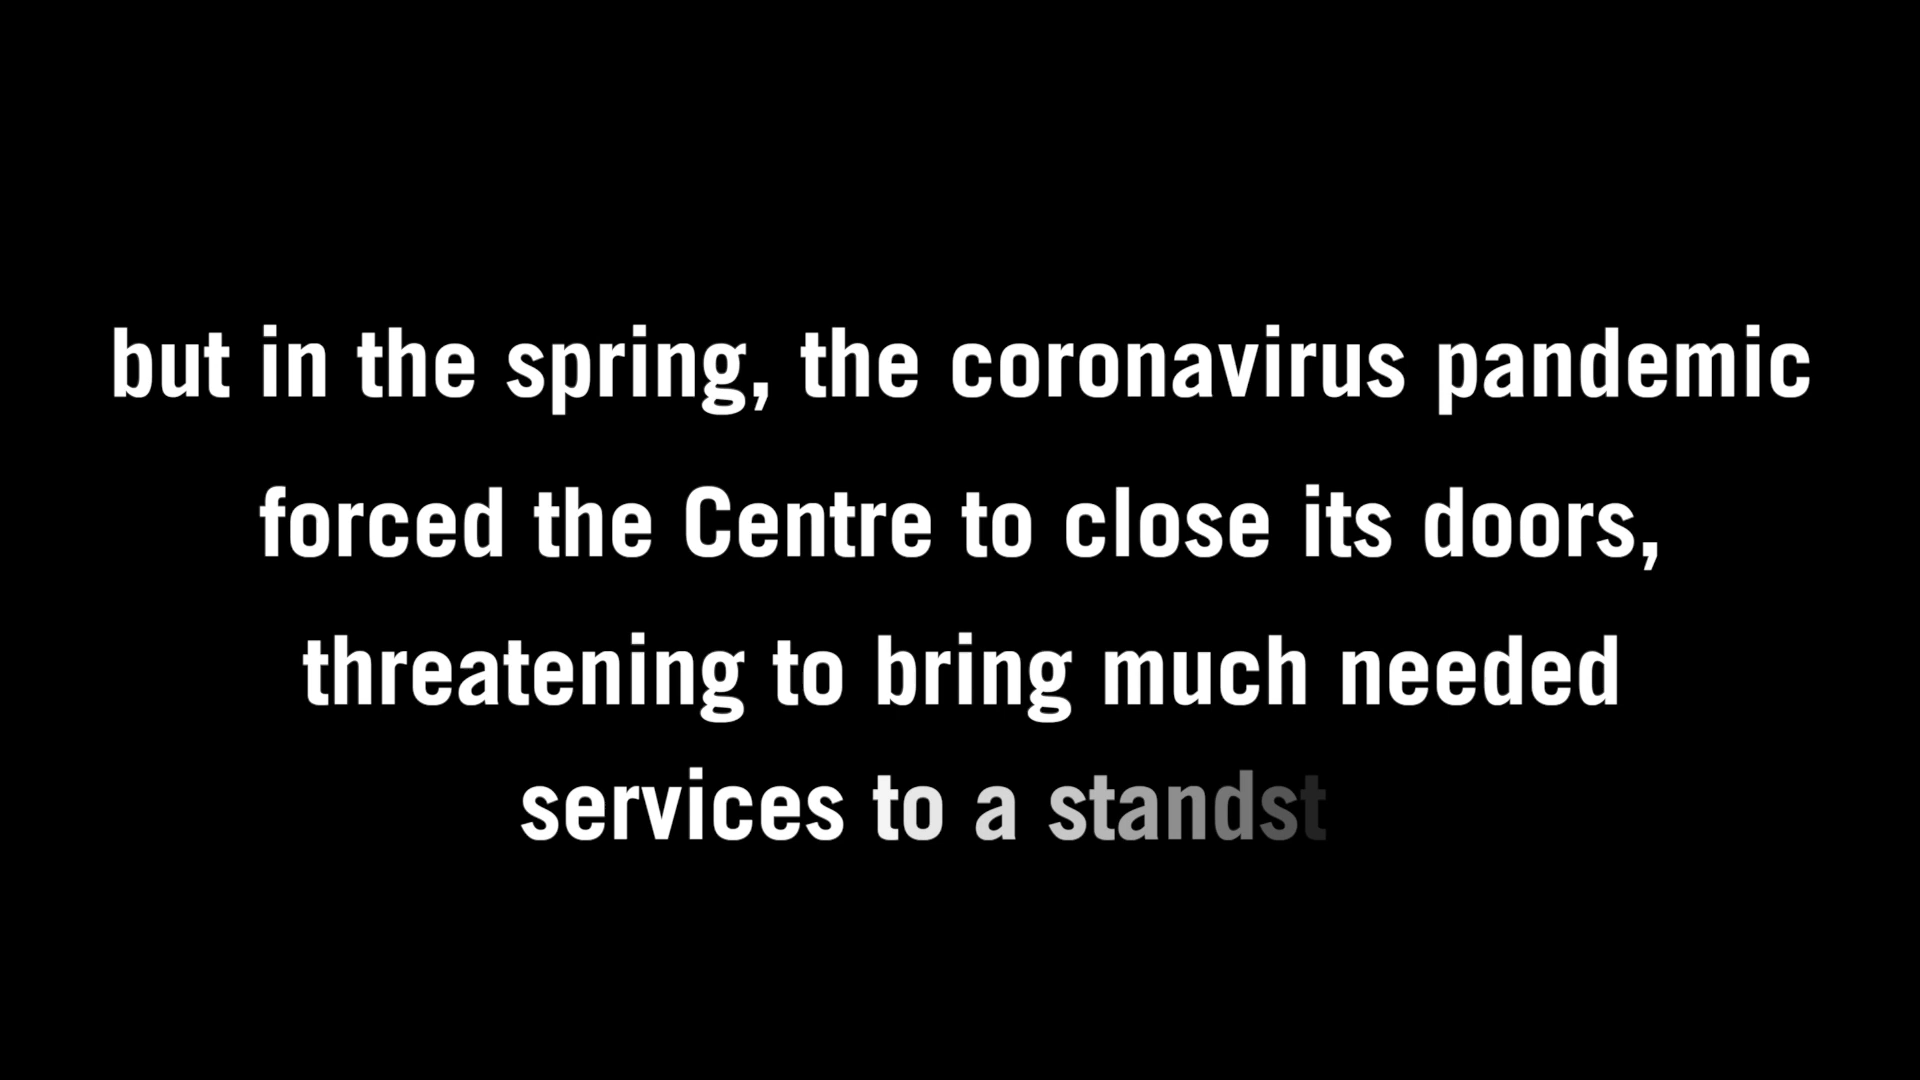 but in the spring, the coronavirus pandemic
forced the Centre to close its doors,
threatening to bring much needed
services to a standst